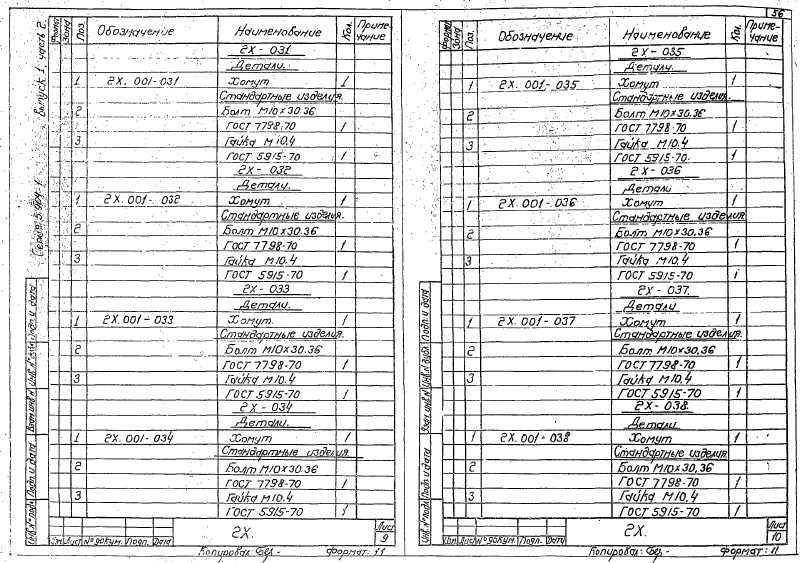 56
Серия 5.904-1 Выпуск 1, часть 2.
Зона Поз. Обозначение Наименование Кол. Приме-чание
2Х-031
Детали.
1 2Х. 001-031 Хомут 1
Стандартные изделия.
2 Болт М10х30.36
ГОСТ 7798-70 1
3 Гайка М10.4
ГОСТ 5915-70 1
2Х-032
Детали.
1 2Х.001-032 Хомут 1
Стандартные изделия.
2 Болт М10х30.36
ГОСТ 7798-70 1
3 Гайка М10.4
ГОСТ 5915-70 1
2Х-033
Детали.
1 2Х.001-033 Хомут. 1
Стандартные изделия.
2 Болт М10х30.36
ГОСТ 7798-70 1
3 Гайка М10.4
ГОСТ 5915-70 1
2Х-034
Детали.
1 2Х. 001-034 Хомут 1
Стандартные изделия
2 Болт М10х30.36
ГОСТ 7798-70 1
3 Гайка М10.4
ГОСТ 5915-70 1
Изм. Лист № докум. Подп. Дата 2Х. Лист 9
Копировал: Формат: 11
Инв. № подл. Подп. и дата Взам. инв. № Инв. № дубл. Подп. и дата
Зона Поз. Обозначение Наименование Кол. Приме-чание
2Х-035
Детали.
1 2Х. 001-035 Хомут 1
Стандартные изделия.
2 Болт М10х30.36
ГОСТ 7798-70 1
3 Гайка М10.4
ГОСТ 5915-70. 1
2Х-036
Детали
1 2Х.001-036 Хомут 1
Стандартные изделия
2 Болт М10х30.36
ГОСТ 7798-70 1
3 Гайка М10.4
ГОСТ 5915-70 1
2Х-037.
Детали
1 2Х. 001-037 Хомут 1
Стандартные изделия.
2 Болт М10х30.36
ГОСТ 7798-70 1
3 Гайка М10.4
ГОСТ 5915-70 1
2Х-038.
Детали
1 2Х. 001-038 Хомут 1
Стандартные изделия
2 Болт М10х30.36
ГОСТ 7798-70 1
3 Гайка М10.4
ГОСТ 5915-70 1
Изм. Лист № докум. Подп. Дата 2Х. Лист 10
Копировал: Формат: 11
Инв. № подл. Подп. и дата Взам. инв. № Инв. № дубл. Подп. и дата